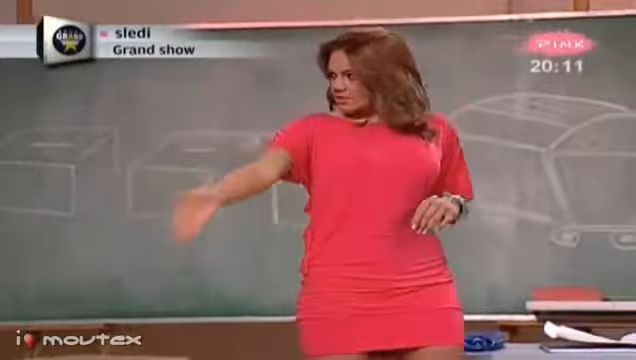 GRAND
sledi
Grand show
PINK
20:11
i moutex